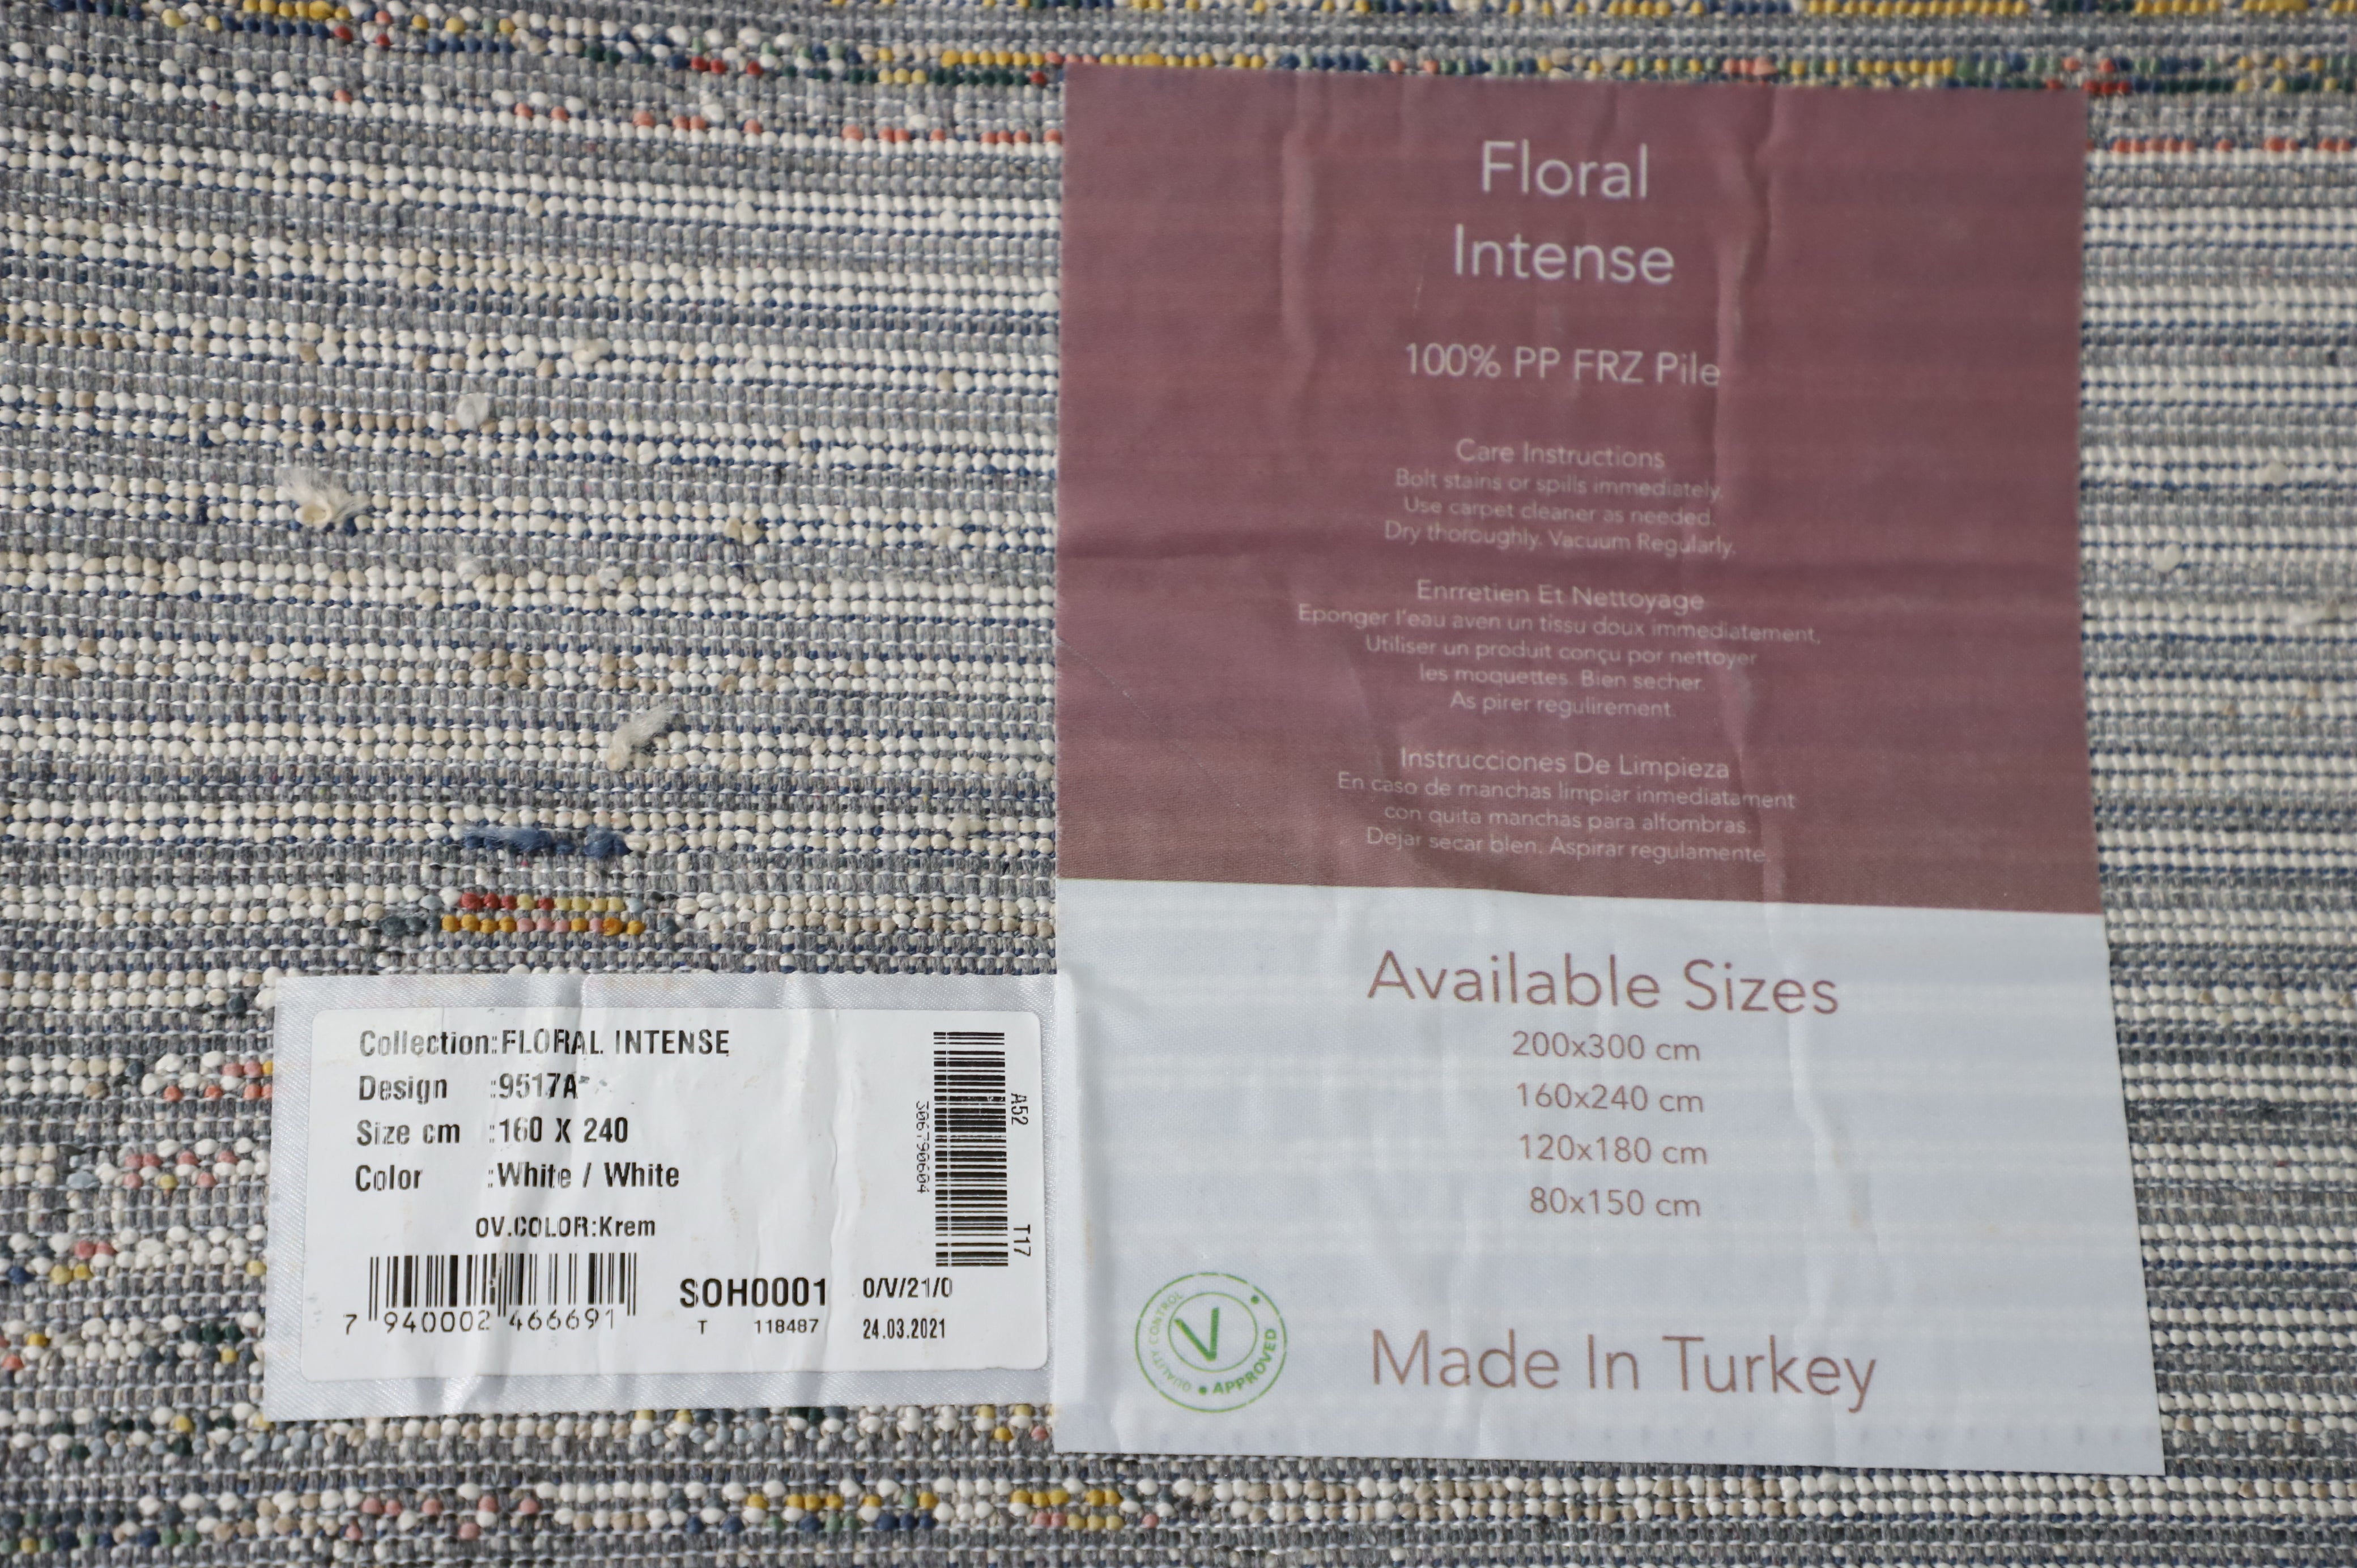 Floral
Intense
100% PP FRZ Pile
Care Instructions
Bolt stains or spills immediately.
Use carpet cleaner as needed.
Dry thoroughly. Vacuum Regularly.
Enrretien Et Nettoyage
Eponger l'eau aven un tissu doux immediatement.
Utiliser un produit conçu por nettoyer
les moquettes. Bien secher.
As pirer regulirement.
Instrucciones De Limpieza
En caso de manchas limpiar inmediatament
con quita manchas para alfombras.
Dejar secar blen. Aspirar regulamente.
Available Sizes
200x300 cm
160x240 cm
120x180 cm
80x150 cm
QUALITY CONTROL
V
APPROVED
Made In Turkey
Collection:FLORAL INTENSE
Design :9517A
Size cm :160 X 240
Color :White / White
OV.COLOR:Krem
7 940002 466691
SOH0001 0/V/21/0
T 118487 24.03.2021
3067906604
A52
T17